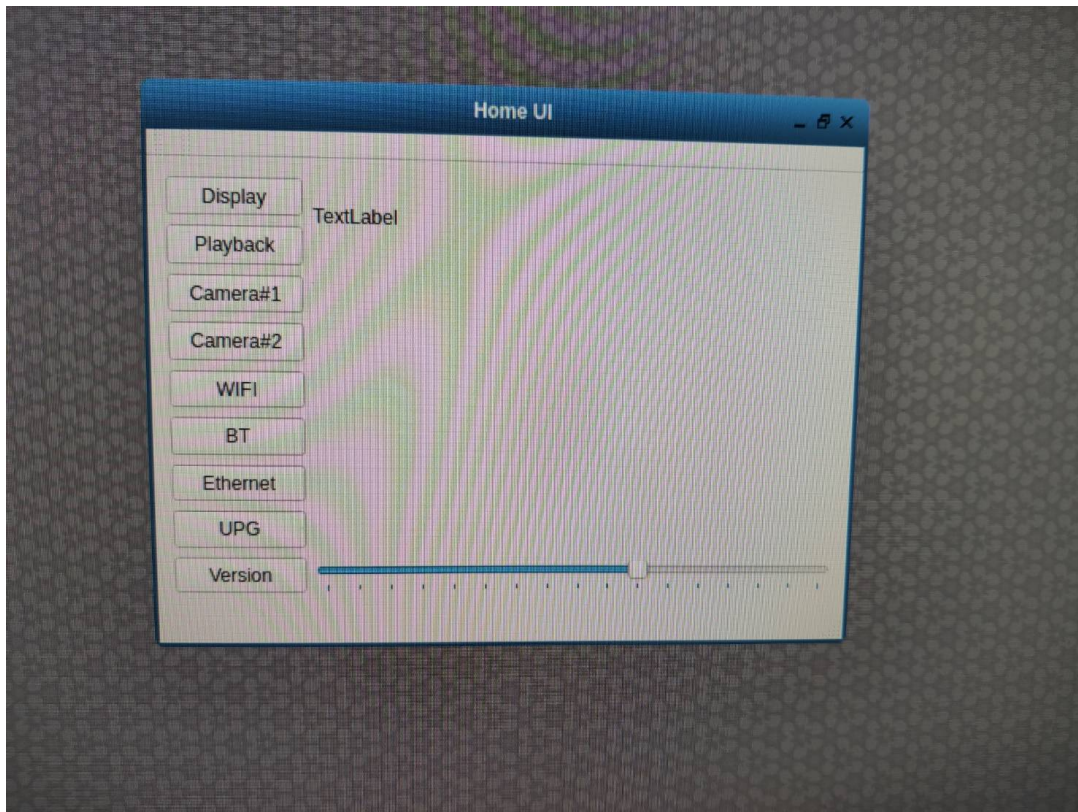 Home UI
Display
TextLabel
Playback
Camera#1
Camera#2
WIFI
BT
Ethernet
UPG
Version